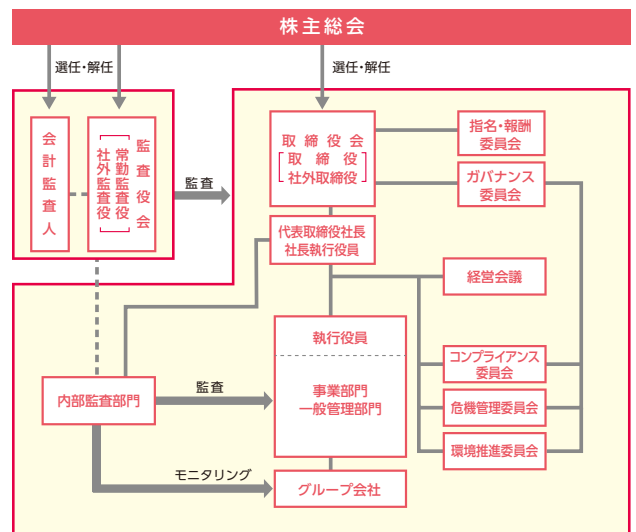 株主総会
選任・解任
選任・解任
会計監査人
監査役会
常勤監査役
社外監査役
監査
取締役会
取締役
社外取締役
指名・報酬
委員会
ガバナンス
委員会
代表取締役社長
社長執行役員
経営会議
執行役員
事業部門
一般管理部門
コンプライアンス
委員会
危機管理委員会
環境推進委員会
内部監査部門
監査
モニタリング
グループ会社